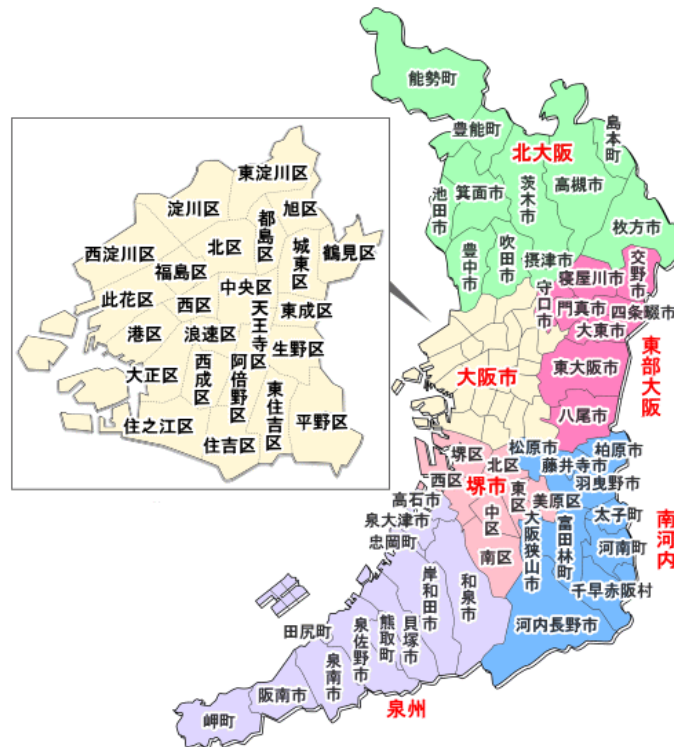 能勢町
豊能町
島本町
北大阪
池田市
箕面市
茨木市
高槻市
枚方市
豊中市
吹田市
摂津市
寝屋川市
交野市
守口市
門真市
四条畷市
大東市
東大阪市
東部大阪
八尾市
大阪市
東淀川区
淀川区
旭区
都島区
城東区
鶴見区
西淀川区
北区
福島区
中央区
此花区
西区
天王寺区
東成区
港区
浪速区
生野区
大正区
西成区
阿倍野区
東住吉区
平野区
住之江区
住吉区
堺区
北区
西区
堺市
東区
中区
美原区
南区
松原市
柏原市
藤井寺市
羽曳野市
太子町
南河内
大阪狭山市
富田林町
河南町
千早赤阪村
河内長野市
高石市
泉大津市
忠岡町
和泉市
岸和田市
貝塚市
熊取町
泉佐野市
田尻町
泉南市
阪南市
岬町
泉州